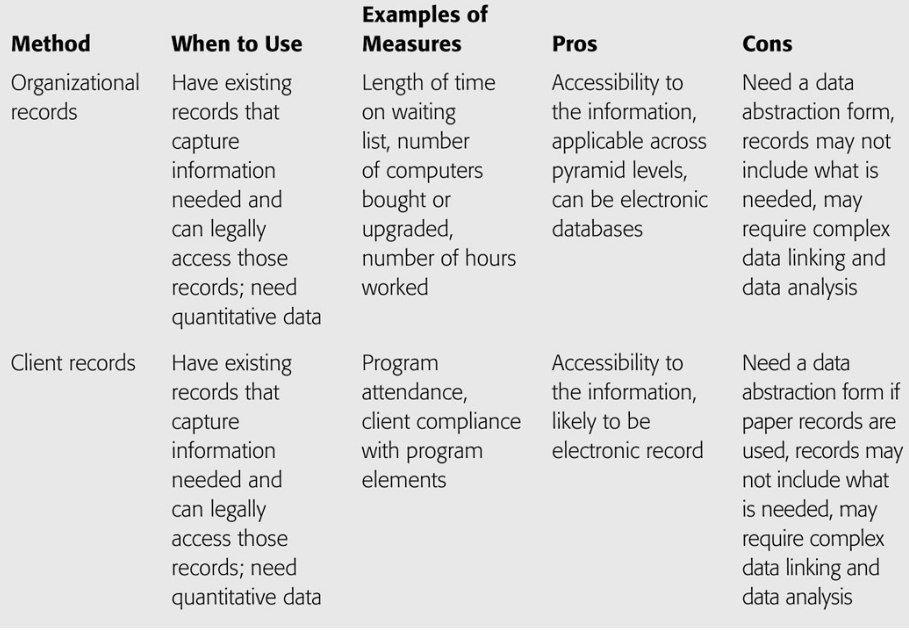 Method
When to Use
Examples of
Measures
Pros
Cons
Organizational
records
Have existing
records that
capture
information
needed and
can legally
access those
records; need
quantitative data
Length of time
on waiting
list, number
of computers
bought or
upgraded,
number of hours
worked
Accessibility to
the information,
applicable across
pyramid levels,
can be electronic
databases
Need a data
abstraction form,
records may not
include what is
needed, may
require complex
data linking and
data analysis
Client records
Have existing
records that
capture
information
needed and
can legally
access those
records; need
quantitative data
Program
attendance,
client compliance
with program
elements
Accessibility to
the information,
likely to be
electronic record
Need a data
abstraction form if
paper records are
used, records may
not include what
is needed, may
require complex
data linking and
data analysis